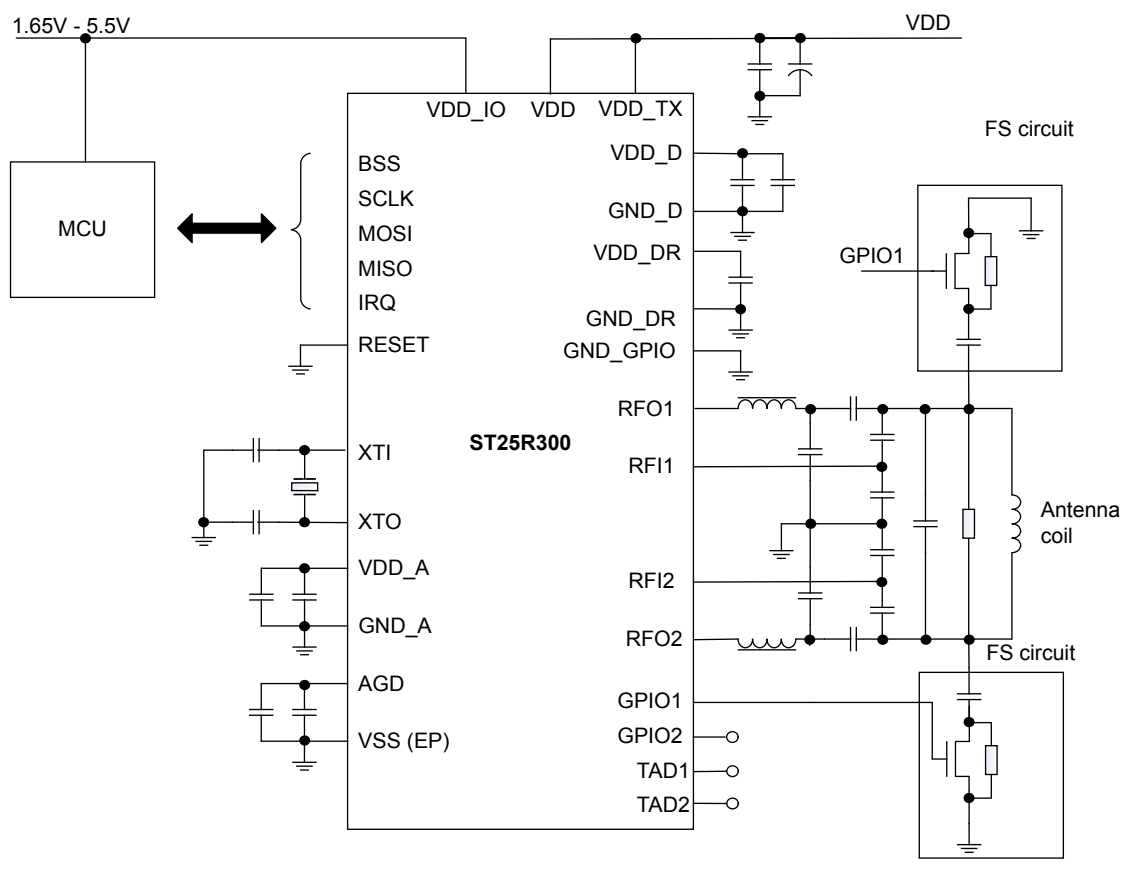 1.65V - 5.5V
VDD
VDD_IO
VDD
VDD_TX
FS circuit
BSS
SCLK
MOSI
MISO
IRQ
RESET
MCU
XTI
XTO
VDD_A
GND_A
AGD
VSS (EP)
ST25R300
VDD_D
GND_D
VDD_DR
GND_DR
GND_GPIO
RFO1
RFI1
RFI2
RFO2
GPIO1
GPIO2
TAD1
TAD2
GPIO1
Antenna
coil
FS circuit